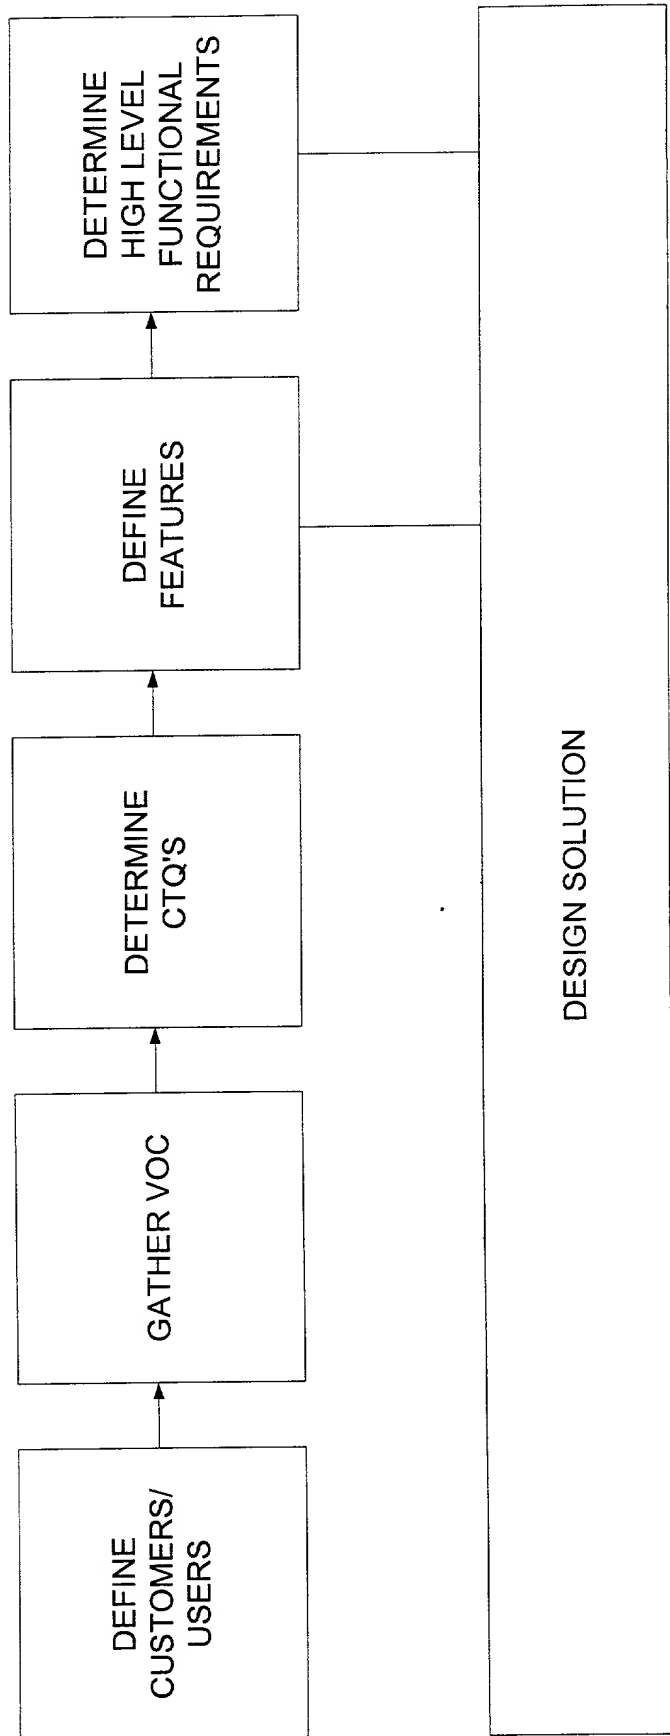 DEFINE
CUSTOMERS/
USERS
GATHER VOC
DETERMINE
CTQ'S
DEFINE
FEATURES
DETERMINE
HIGH LEVEL
FUNCTIONAL
REQUIREMENTS
DESIGN SOLUTION